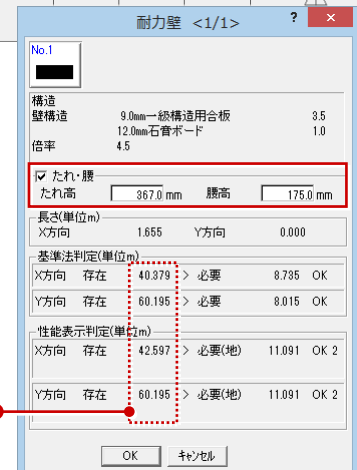 耐力壁 <1/1> ? ×
No.1
構造
壁構造 9.0mm一級構造用合板 3.5
12.0mm石膏ボード 1.0
倍率 4.5
たれ・腰
たれ高 367.0 mm 腰高 175.0 mm
長さ(単位m)
X方向 1.655 Y方向 0.000
基準法判定(単位m)
X方向 存在 40.379 > 必要 8.735 OK
Y方向 存在 60.195 > 必要 8.015 OK
性能表示判定(単位m)
X方向 存在 42.597 > 必要(地) 11.091 OK 2
Y方向 存在 60.195 > 必要(地) 11.091 OK 2
OK キャンセル